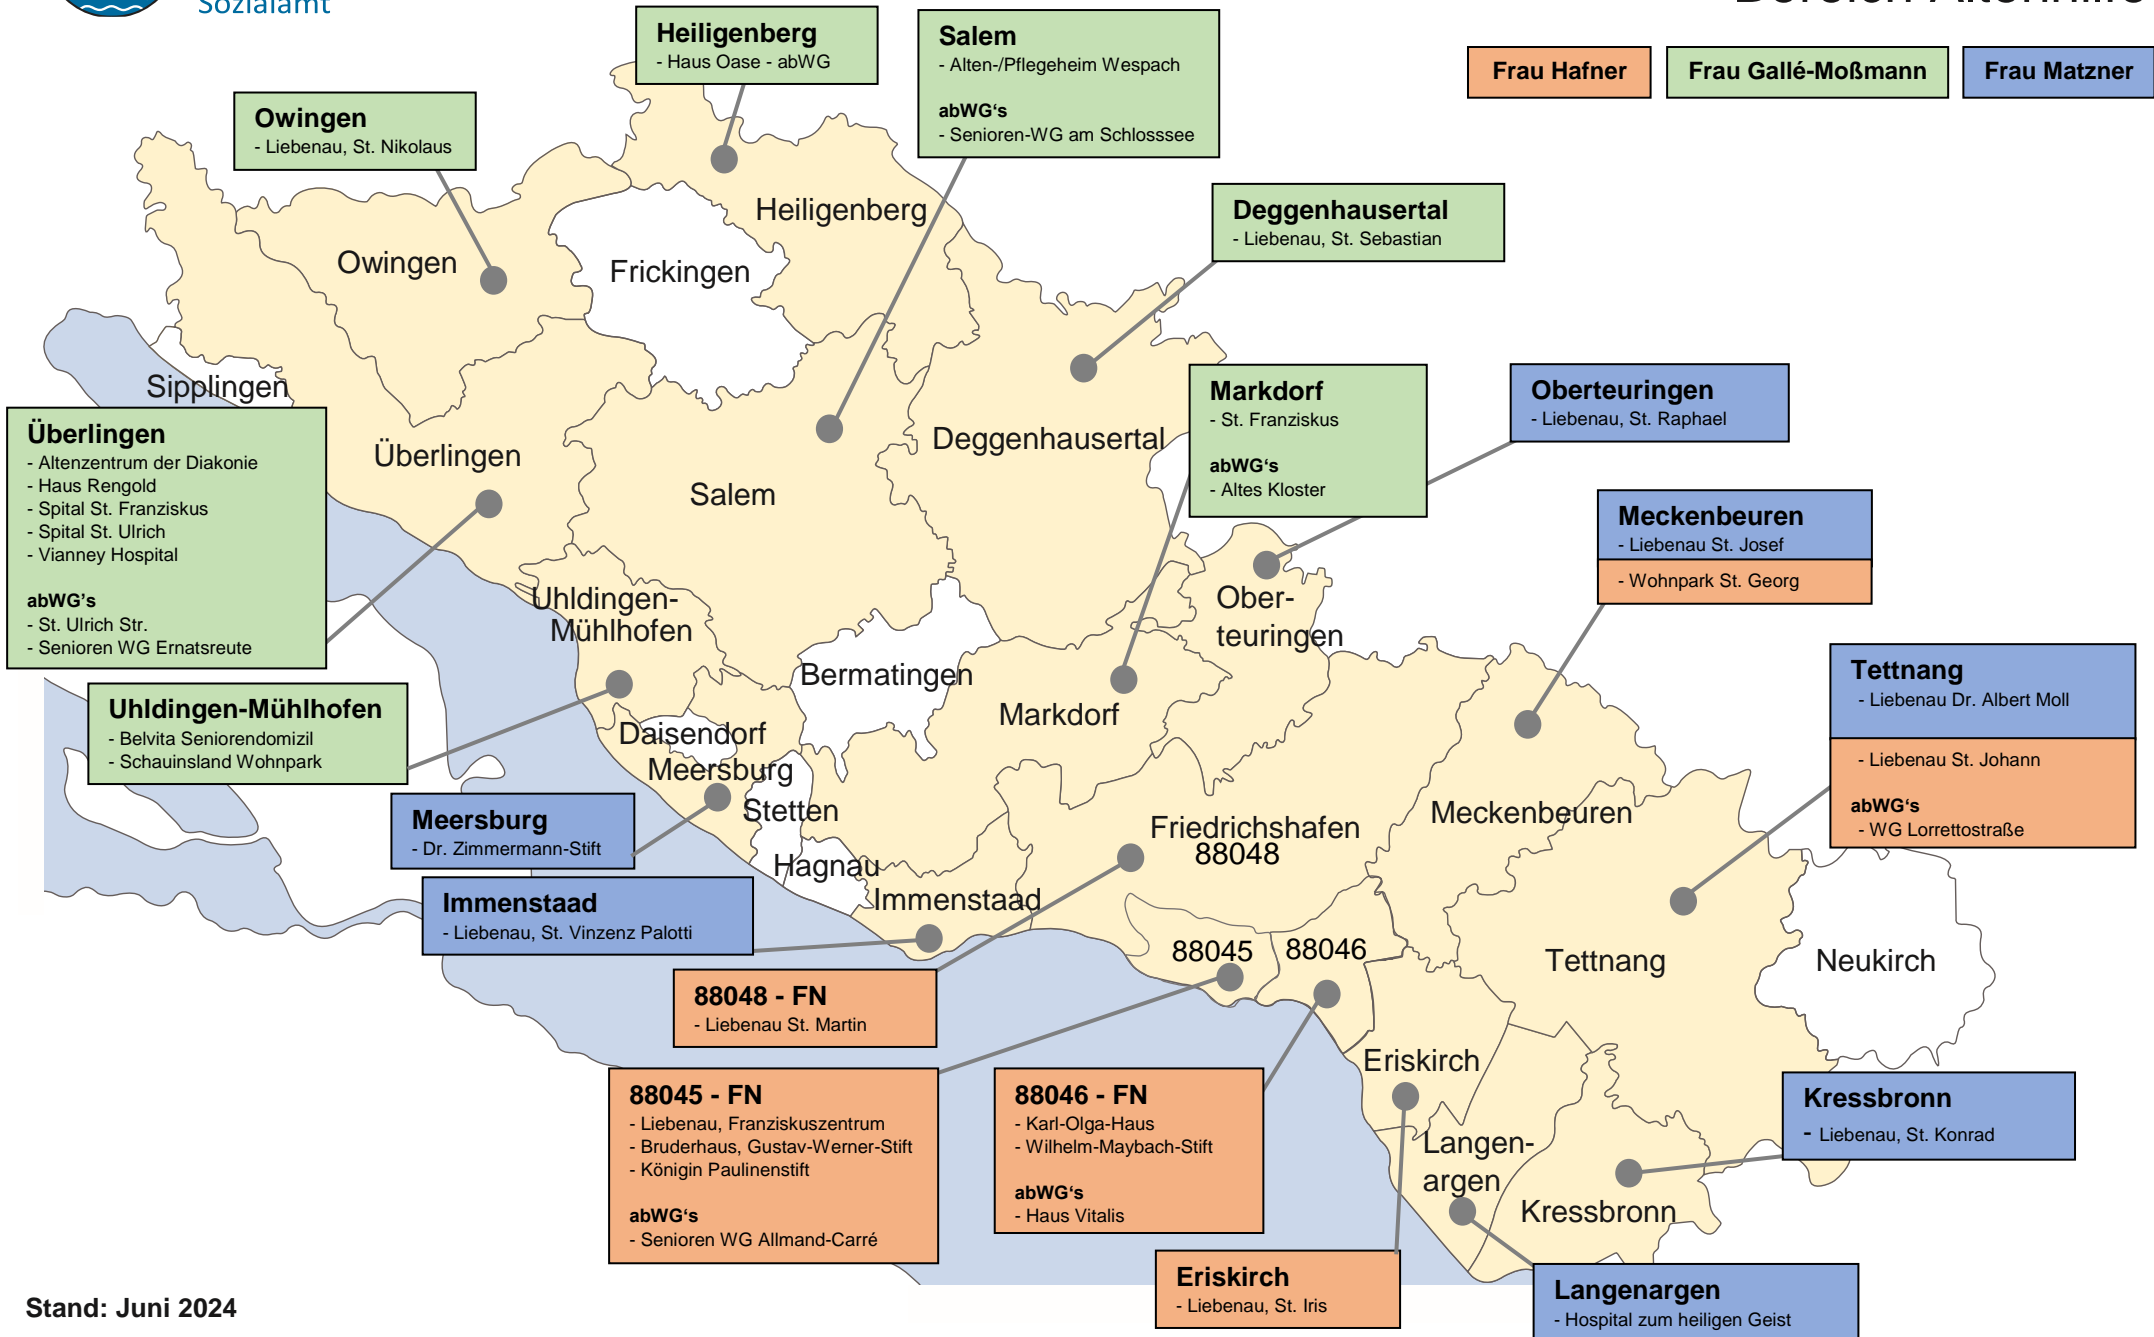 Sozialamt
Bereich Altenhilfe
Frau Hafner
Frau Gallé-Moßmann
Frau Matzner
Heiligenberg
- Haus Oase - abWG
Salem
- Alten-/Pflegeheim Wespach
abWG's
- Senioren-WG am Schlosssee
Owingen
- Liebenau, St. Nikolaus
Deggenhausertal
- Liebenau, St. Sebastian
Markdorf
- St. Franziskus
abWG‘s
- Altes Kloster
Oberteuringen
- Liebenau, St. Raphael
Überlingen
- Altenzentrum der Diakonie
- Haus Rengold
- Spital St. Franziskus
- Spital St. Ulrich
- Vianney Hospital
abWG's
- St. Ulrich Str.
- Senioren WG Ernatsreute
Meckenbeuren
- Liebenau St. Josef
- Wohnpark St. Georg
Tettnang
- Liebenau Dr. Albert Moll
- Liebenau St. Johann
abWG‘s
- WG Lorrettostraße
Uhldingen-Mühlhofen
- Belvita Seniorendomizil
- Schauinsland Wohnpark
Meersburg
- Dr. Zimmermann-Stift
Immenstaad
- Liebenau, St. Vinzenz Palotti
88048 - FN
- Liebenau St. Martin
88045 - FN
- Liebenau, Franziskuszentrum
- Bruderhaus, Gustav-Werner-Stift
- Königin Paulinenstift
abWG‘s
- Senioren WG Allmand-Carré
88046 - FN
- Karl-Olga-Haus
- Wilhelm-Maybach-Stift
abWG‘s
- Haus Vitalis
Kressbronn
- Liebenau, St. Konrad
Eriskirch
- Liebenau, St. Iris
Langenargen
- Hospital zum heiligen Geist
Heiligenberg
Owingen
Frickingen
Sipplingen
Überlingen
Deggenhausertal
Salem
Uhldingen-
Mühlhofen
Ober-
teuringen
Bermatingen
Markdorf
Daisendorf
Meersburg
Stetten
Hagnau
Immenstaad
Friedrichshafen
88048
88045
88046
Meckenbeuren
Tettnang
Neukirch
Eriskirch
Langen-
argen
Kressbronn
Stand: Juni 2024